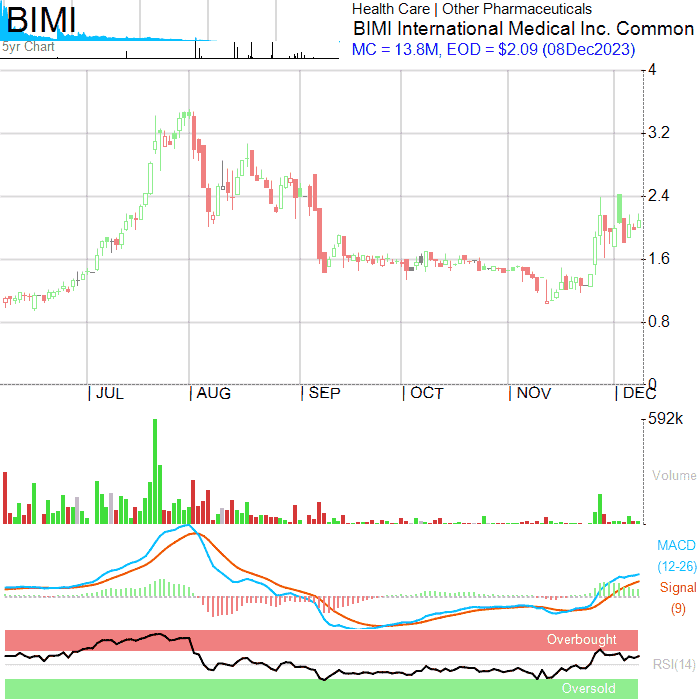 BIMI
5yr Chart
Health Care | Other Pharmaceuticals
BIMI International Medical Inc. Common
MC = 13.8M, EOD = $2.09 (08Dec2023)
4
3.2
2.4
1.6
0.8
0
JUL AUG SEP OCT NOV DEC
592k
Volume
MACD
(12-26)
Signal
(9)
Overbought
RSI(14)
Oversold